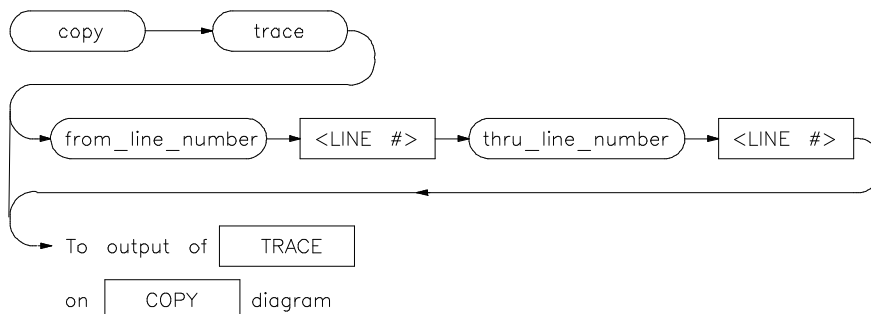 copy trace
from_line_number <LINE #> thru_line_number <LINE #>
To output of TRACE
on COPY diagram